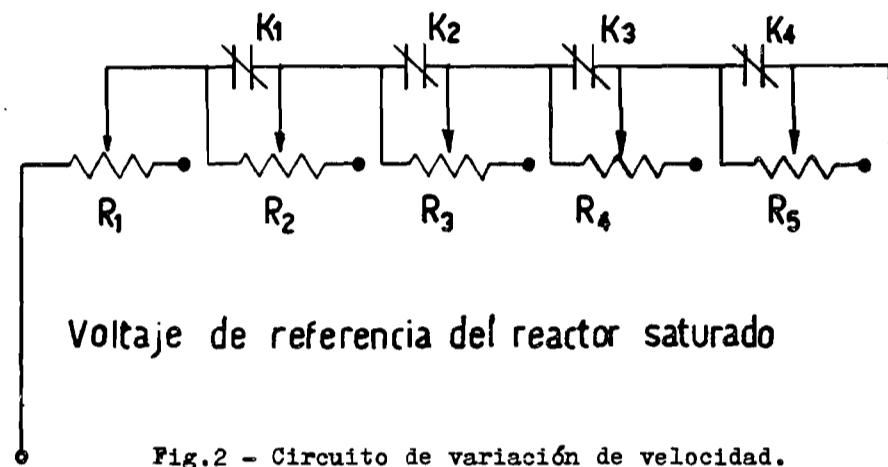 K1 K2 K3 K4
R1 R2 R3 R4 R5
Voltaje de referencia del reactor saturado
Fig.2 - Circuito de variación de velocidad.